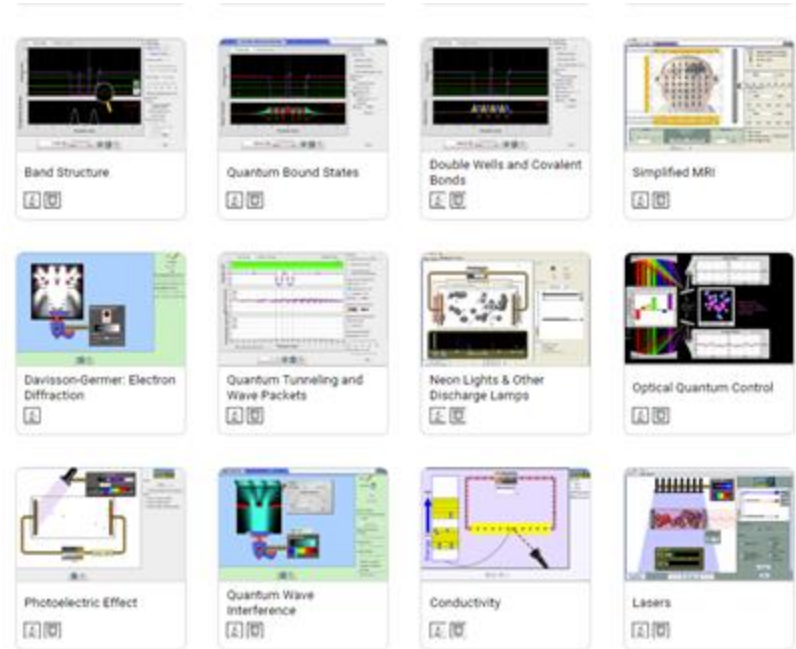 Band Structure
Quantum Bound States
Double Wells and Covalent
Bonds
Simplified MRI
Davisson-Germer: Electron
Diffraction
Quantum Tunneling and
Wave Packets
Neon Lights & Other
Discharge Lamps
Optical Quantum Control
Photoelectric Effect
Quantum Wave
Interference
Conductivity
Lasers